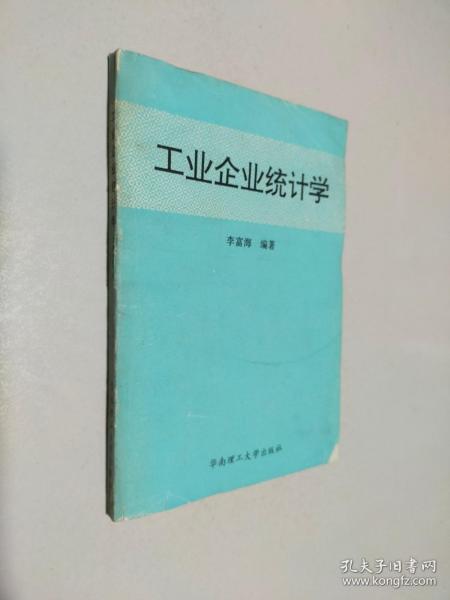 工业企业统计学
李富海 编著
华南理工大学出版社
孔夫子旧书网
www.kongfz.com